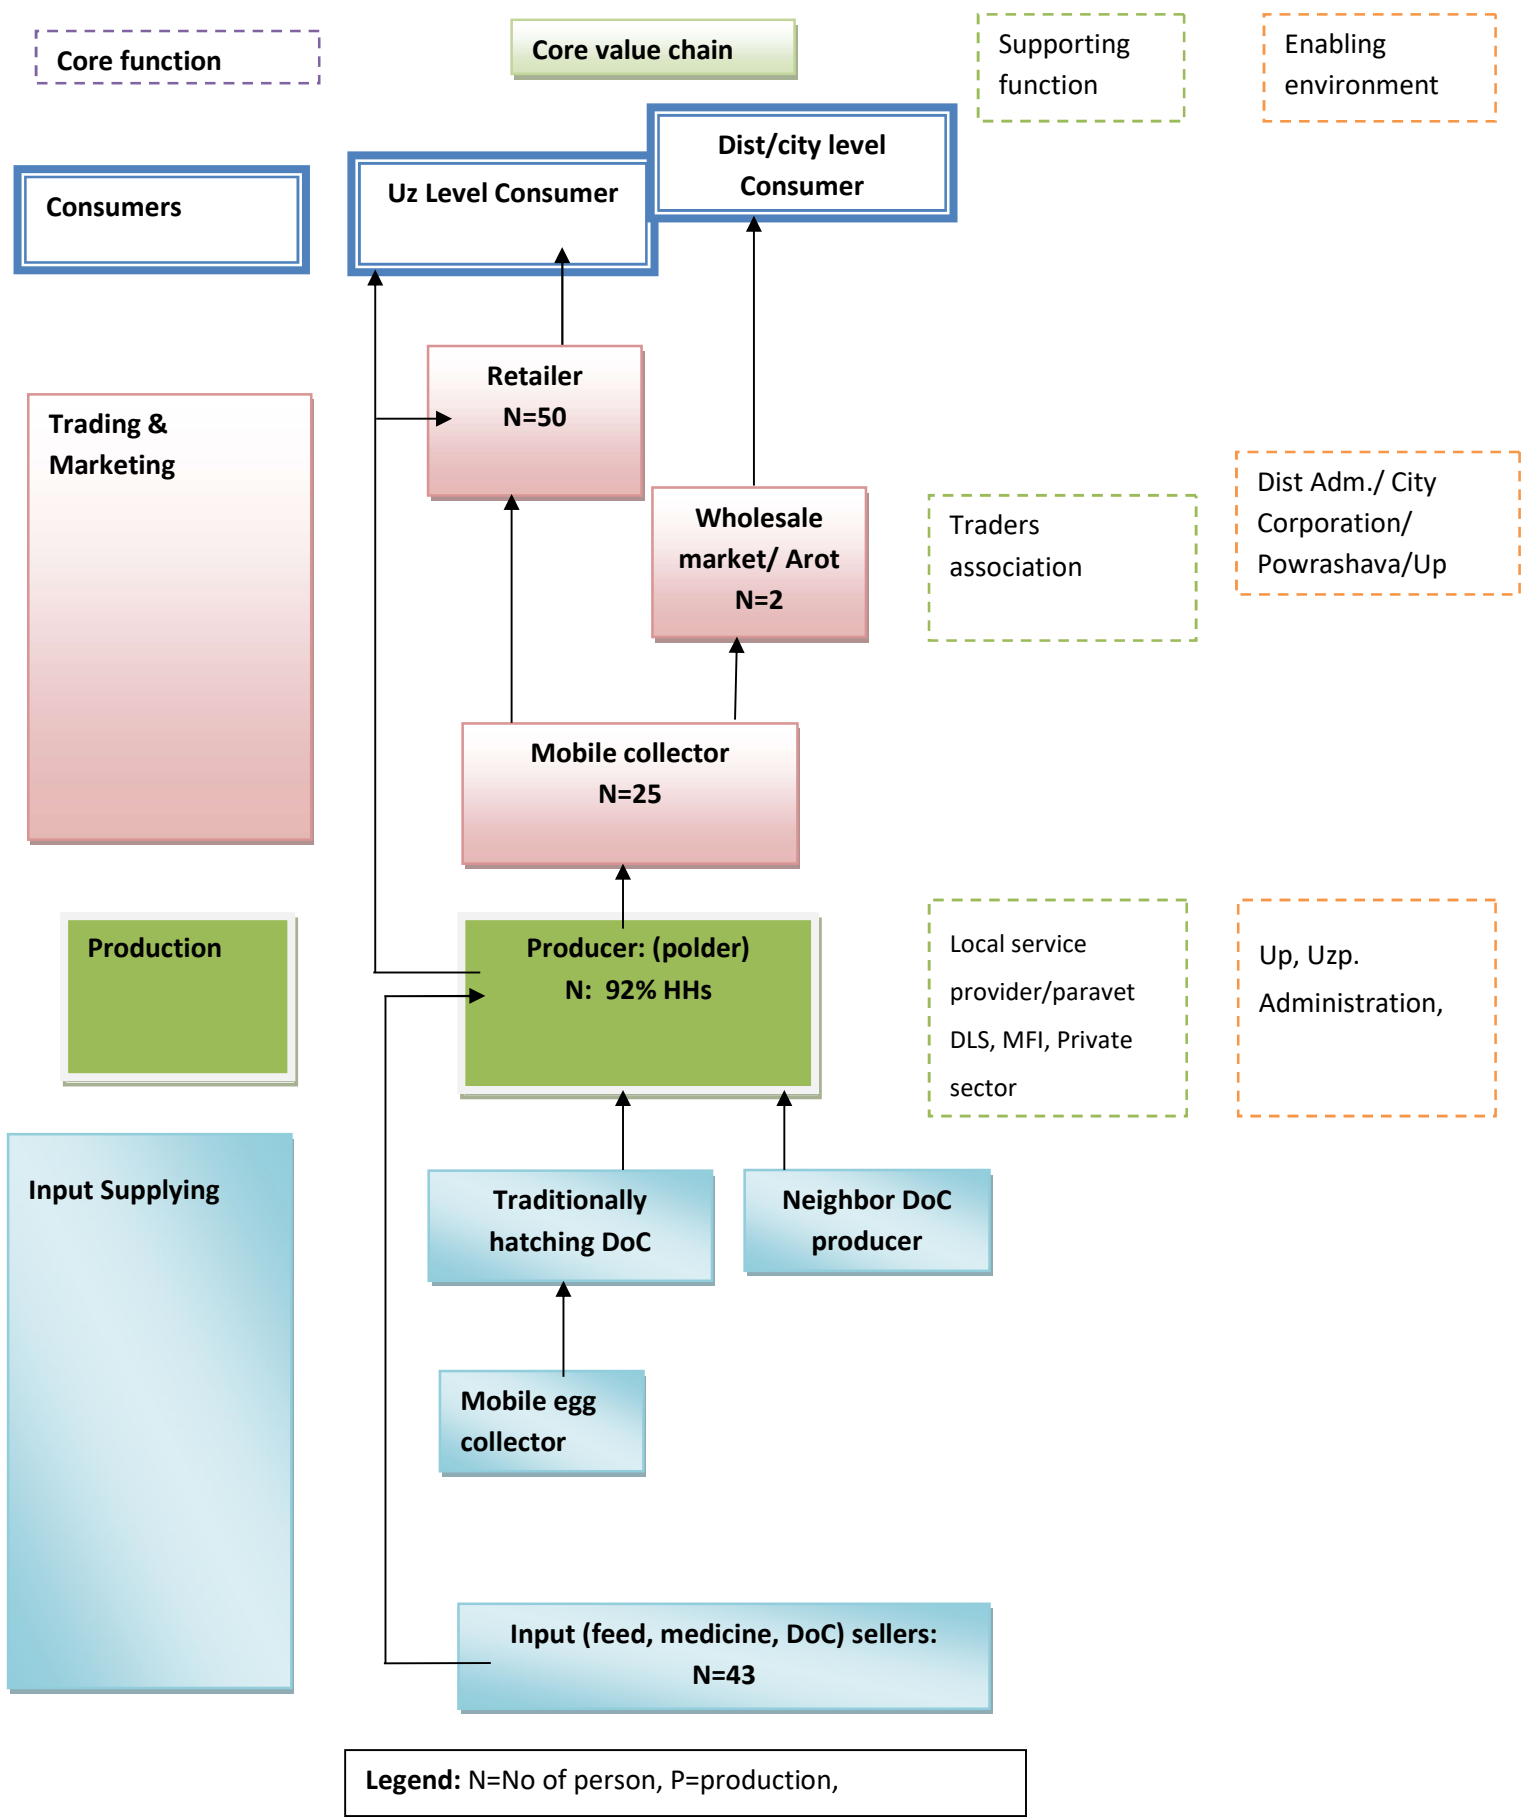 Core function
Core value chain
Supporting
function
Enabling
environment
Consumers
Uz Level Consumer
Dist/city level
Consumer
Trading &
Marketing
Retailer
N=50
Wholesale
market/ Arot
N=2
Traders
association
Dist Adm./ City
Corporation/
Powrashava/Up
Mobile collector
N=25
Production
Producer: (polder)
N:  92% HHs
Local service
provider/paravet
DLS, MFI, Private
sector
Up, Uzp.
Administration,
Input Supplying
Traditionally
hatching DoC
Neighbor DoC
producer
Mobile egg
collector
Input (feed, medicine, DoC) sellers:
N=43
Legend: N=No of person, P=production,